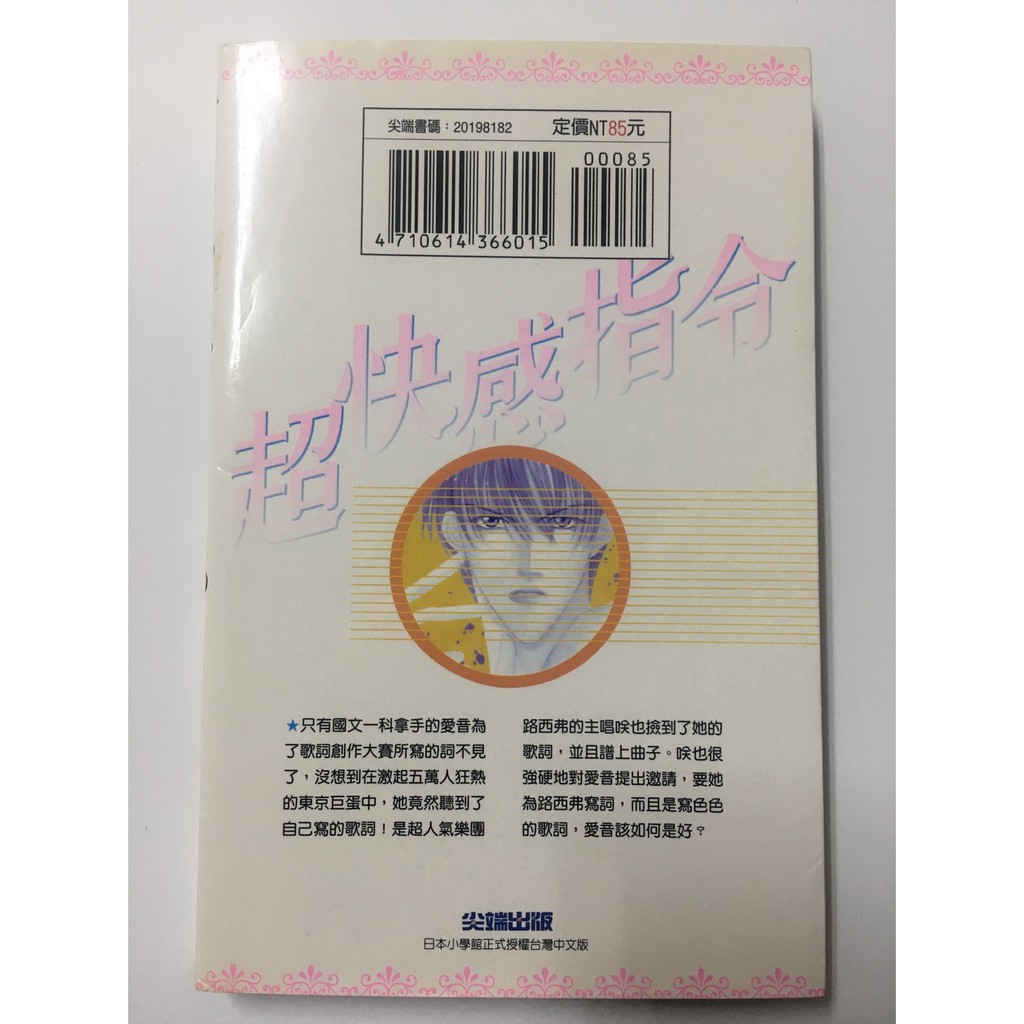 尖端書碼：20198182 定價NT85元
00085
4 710614 366015
超快感指令
★只有國文一科拿手的愛音為
了歌詞創作大賽所寫的詞不見
了，沒想到在激起五萬人狂熱
的東京巨蛋中，她竟然聽到了
自己寫的歌詞！是超人氣樂團
路西弗的主唱咲也撿到了她的
歌詞，並且譜上曲子。咲也很
強硬地對愛音提出邀請，要她
為路西弗寫詞，而且是寫色色
的歌詞，愛音該如何是好？
尖端出版
日本小學館正式授權台灣中文版